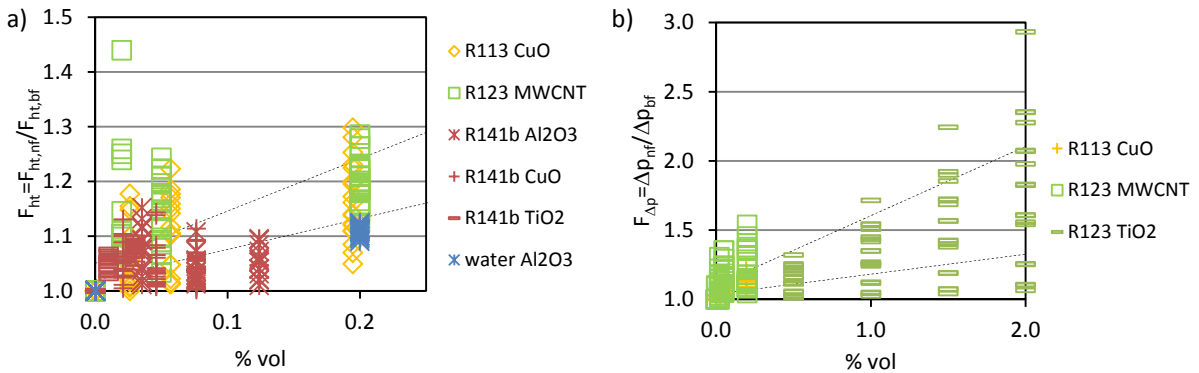 a)
F_ht=F_ht,nf/F_ht,bf
1.5
1.4
1.3
1.2
1.1
1.0
0.0
0.1
0.2
% vol
R113 CuO
R123 MWCNT
R141b Al2O3
R141b CuO
R141b TiO2
water Al2O3
b)
F_Δp=Δp_nf/Δp_bf
3.0
2.5
2.0
1.5
1.0
0.0
1.0
2.0
% vol
R113 CuO
R123 MWCNT
R123 TiO2